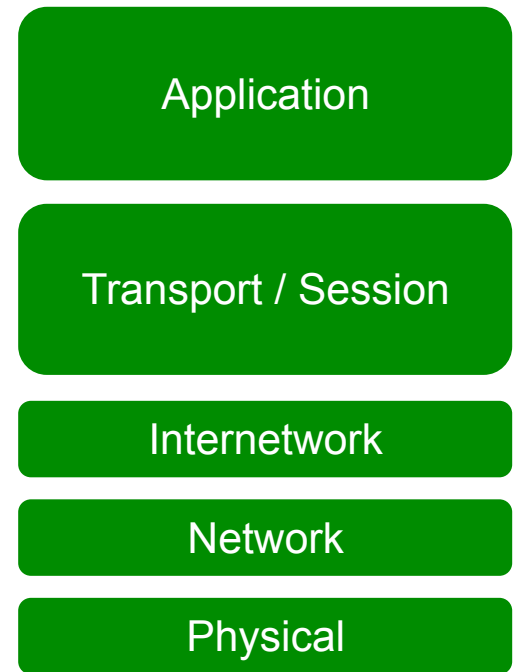 Application
Transport / Session
Internetwork
Network
Physical